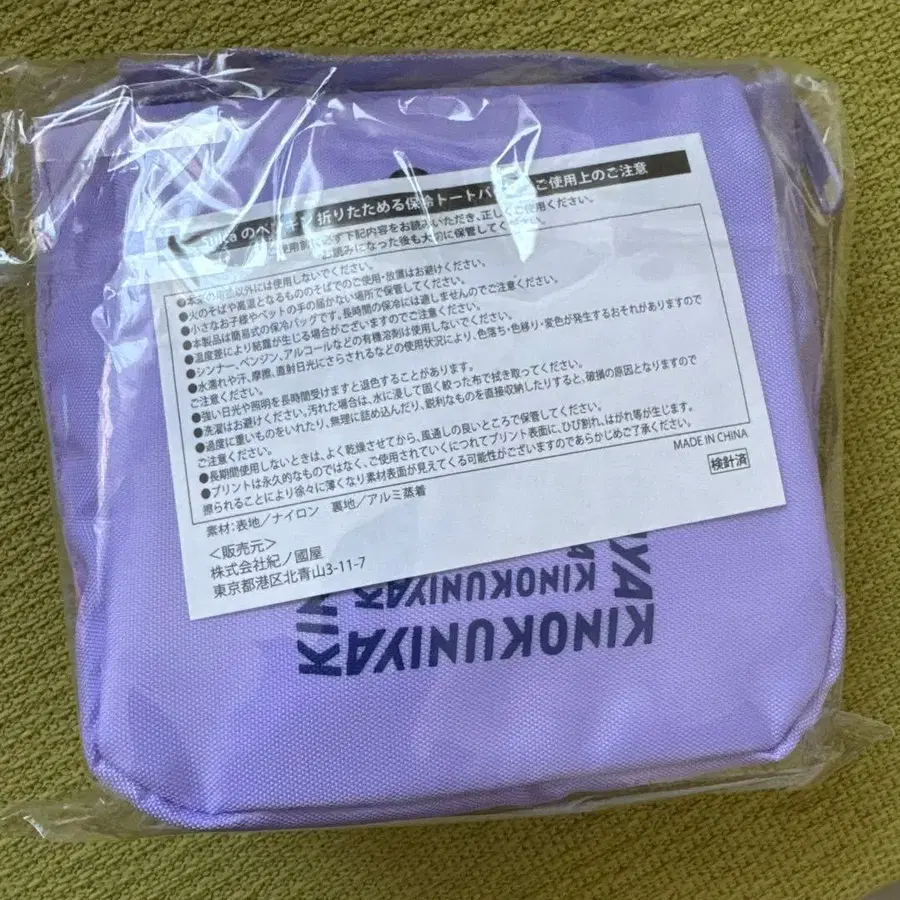 Suica のペンギン 折りたためる保冷トートバッグ ご使用上のご注意
ご使用前に必ず下記内容をお読みいただき、正しくご使用ください。
お読みになった後も大切に保管してください。
●本来の用途以外には使用しないでください。
●火のそばや高温となるもののそばでのご使用・放置はお避けください。
●小さなお子様やペットの手の届かない場所で保管してください。
●本製品は簡易式の保冷バッグです。長時間の保冷には適しませんのでご注意ください。
●温度差により結露が生じる場合がございますのでご注意ください。
●シンナー、ベンジン、アルコールなどの有機溶剤は使用しないでください。
●水濡れや汗、摩擦、直射日光にさらされるなどの使用状況により、色落ち・色移り・変色が発生するおそれがありますので
ご注意ください。
●強い日光や照明を長時間受けますと退色することがあります。
●洗濯はお避けください。汚れた場合は、水に浸して固く絞った布で拭き取ってください。
●過度に重いものをいれたり、無理に詰め込んだり、鋭利なものを直接収納したりすると、破損の原因となりますので
ご注意ください。
●長期間使用しないときは、よく乾燥させてから、風通しの良いところで保管してください。
●プリントは永久的なものではなく、ご使用されていくにつれてプリント表面に、ひび割れ、はがれ等が生じます。
擦られることにより徐々に薄くなり素材表面が見えてくる可能性がございますのであらかじめご了承ください。
MADE IN CHINA
検針済
素材:表地/ナイロン 裏地/アルミ蒸着
<販売元>
株式会社紀ノ國屋
東京都港区北青山3-11-7
KINOKUNIYA
KINOKUNIYA